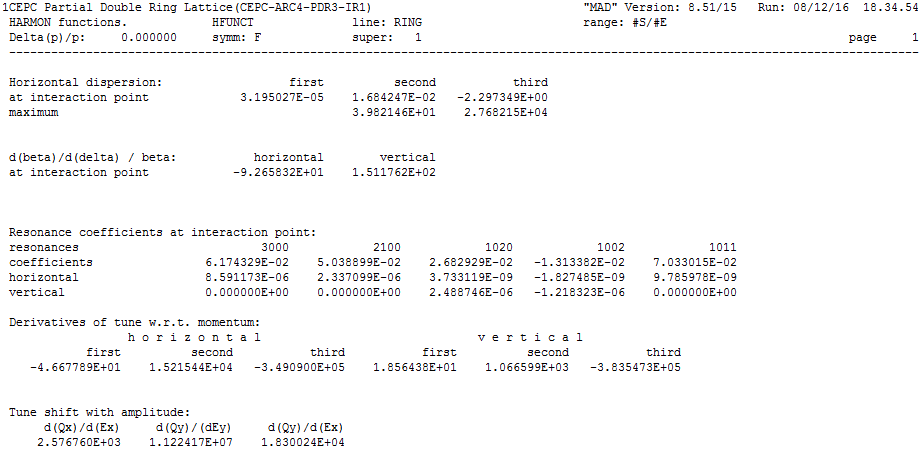 1CEPC Partial Double Ring Lattice(CEPC-ARC4-PDR3-IR1) "MAD" Version: 8.51/15 Run: 08/12/16 18.34.54
HARMON functions. HFUNCT line: RING range: #S/#E
Delta(p)/p: 0.000000 symm: F super: 1 page 1
Horizontal dispersion: first second third
at interaction point 3.195027E-05 1.684247E-02 -2.297349E+00
maximum 3.982146E+01 2.768215E+04
d(beta)/d(delta) / beta: horizontal vertical
at interaction point -9.265832E+01 1.511762E+02
Resonance coefficients at interaction point:
resonances 3000 2100 1020 1002 1011
coefficients 6.174329E-02 5.038899E-02 2.682929E-02 -1.313382E-02 7.033015E-02
horizontal 8.591173E-06 2.337099E-06 3.733119E-09 -1.827485E-09 9.785978E-09
vertical 0.000000E+00 0.000000E+00 2.488746E-06 -1.218323E-06 0.000000E+00
Derivatives of tune w.r.t. momentum:
h o r i z o n t a l v e r t i c a l
first second third first second third
-4.667789E+01 1.521544E+04 -3.490900E+05 1.856438E+01 1.066599E+03 -3.835473E+05
Tune shift with amplitude:
d(Qx)/d(Ex) d(Qy)/(dEy) d(Qy)/d(Ex)
2.576760E+03 1.122417E+07 1.830024E+04